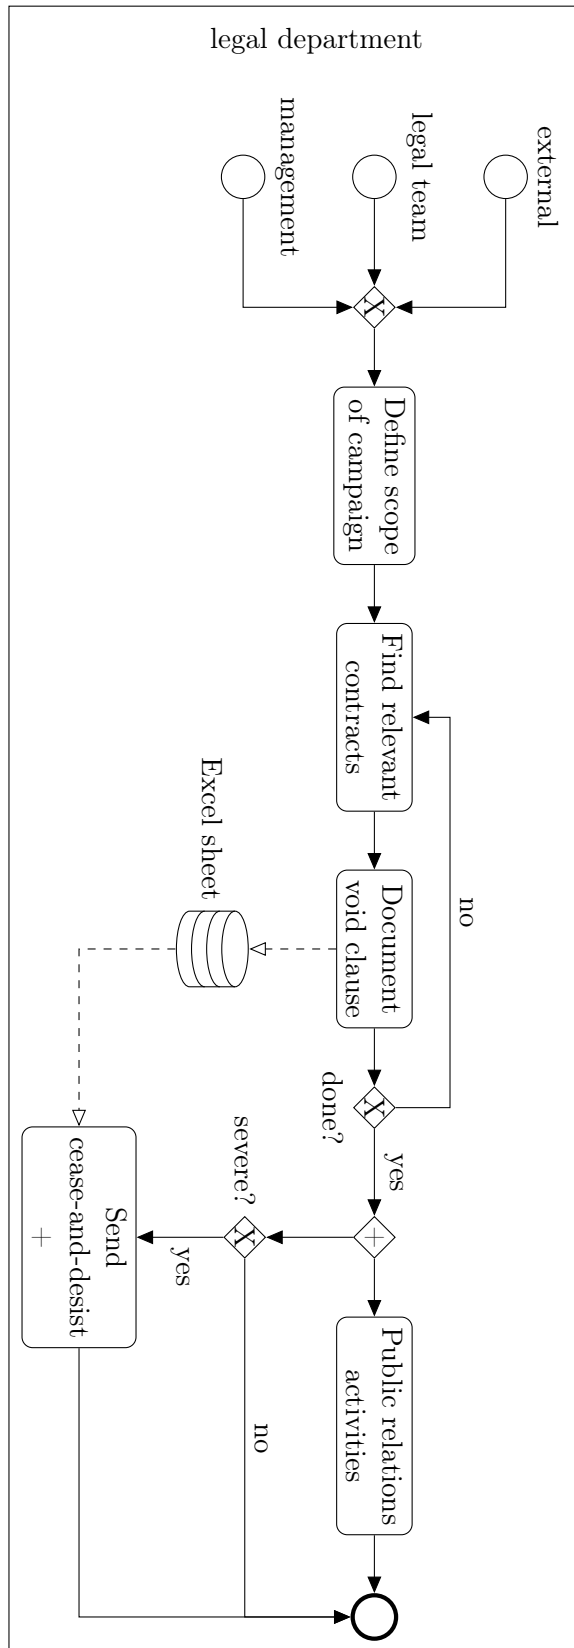 legal department
external
legal team
management
X
Define scope
of campaign
Find relevant
contracts
no
Document
void clause
Excel sheet
X
done?
yes
+
severe?
X
yes
no
Send
cease-and-desist
+
Public relations
activities